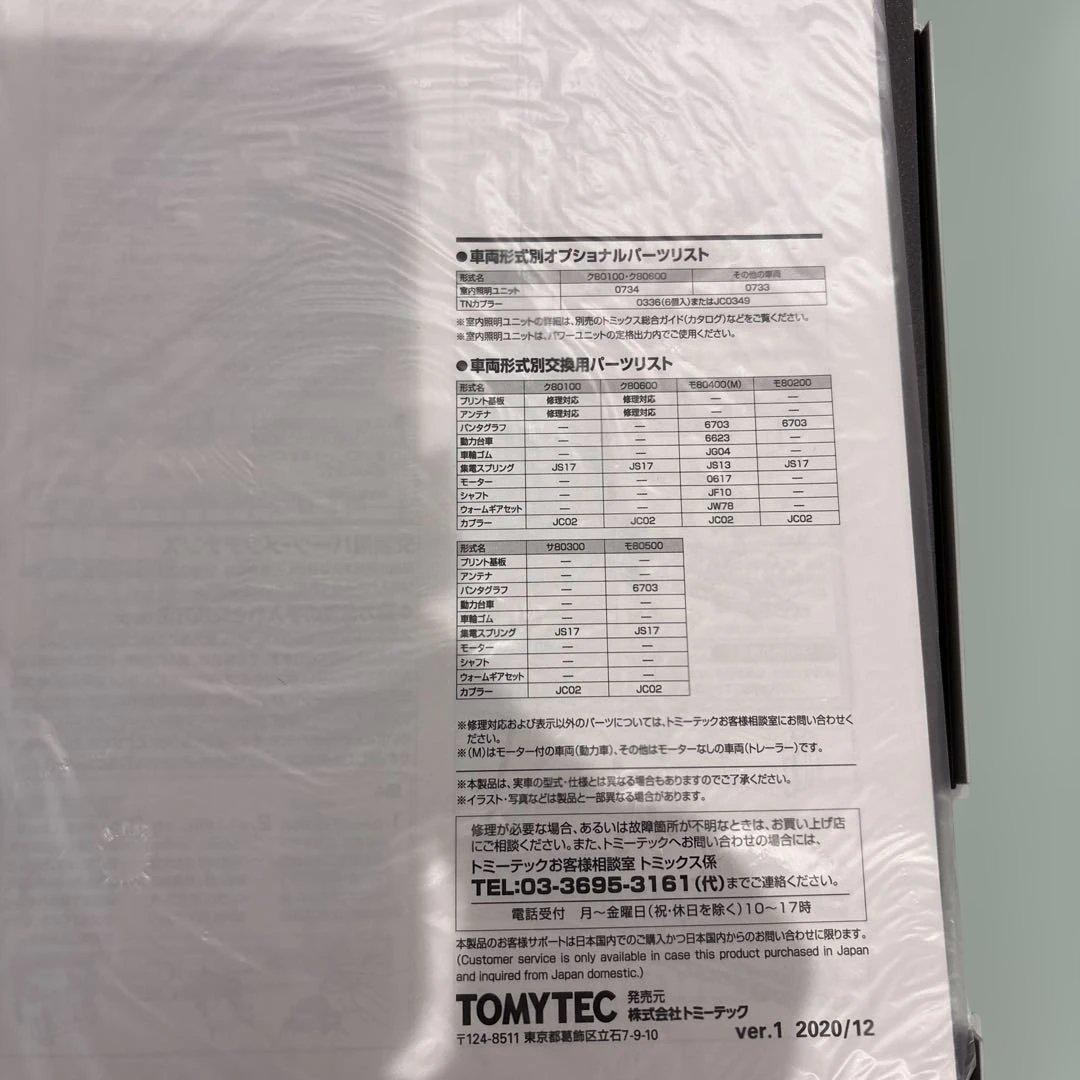 ●車両形式別オプショナルパーツリスト
形式名 ク80100・ク80600 その他の車両
室内照明ユニット 0734 0733
TNカプラー 0336(6個入)またはJC0349
※室内照明ユニットの詳細は、別売のトミックス総合ガイド(カタログ)などをご覧ください。
※室内照明ユニットは、パワーユニットの定格出力内でご使用ください。
●車両形式別交換用パーツリスト
形式名 ク80100 ク80600 モ80400(M) モ80200
プリント基板 修理対応 修理対応 — —
アンテナ 修理対応 修理対応 — —
パンタグラフ — — 6703 6703
動力台車 — — 6623 —
車輪ゴム — — JG04 —
集電スプリング JS17 JS17 JS13 JS17
モーター — — 0617 —
シャフト — — JF10 —
ウォームギアセット — — JW78 —
カプラー JC02 JC02 JC02 JC02
形式名 サ80300 モ80500
プリント基板 — —
アンテナ — —
パンタグラフ — 6703
動力台車 — —
車輪ゴム — —
集電スプリング JS17 JS17
モーター — —
シャフト — —
ウォームギアセット — —
カプラー JC02 JC02
※修理対応および表示以外のパーツについては、トミーテックお客様相談室にお問い合わせく
ださい。
※(M)はモーター付の車両(動力車)、その他はモーターなしの車両(トレーラー)です。
※本製品は、実車の型式・仕様とは異なる場合もありますのでご了承ください。
※イラスト・写真などは製品と一部異なる場合があります。
修理が必要な場合、あるいは故障箇所が不明なときは、お買い上げ店
にご相談ください。また、トミーテックへお問い合わせの場合には、
トミーテックお客様相談室 トミックス係
TEL:03-3695-3161(代)までご連絡ください。
電話受付 月〜金曜日(祝・休日を除く)10〜17時
本製品のお客様サポートは日本国内でのご購入かつ日本国内からのお問い合わせに限ります。
(Customer service is only available in case this product purchased in Japan
and inquired from Japan domestic.)
TOMYTEC 発売元
株式会社トミーテック
〒124-8511 東京都葛飾区立石7-9-10
ver.1 2020/12